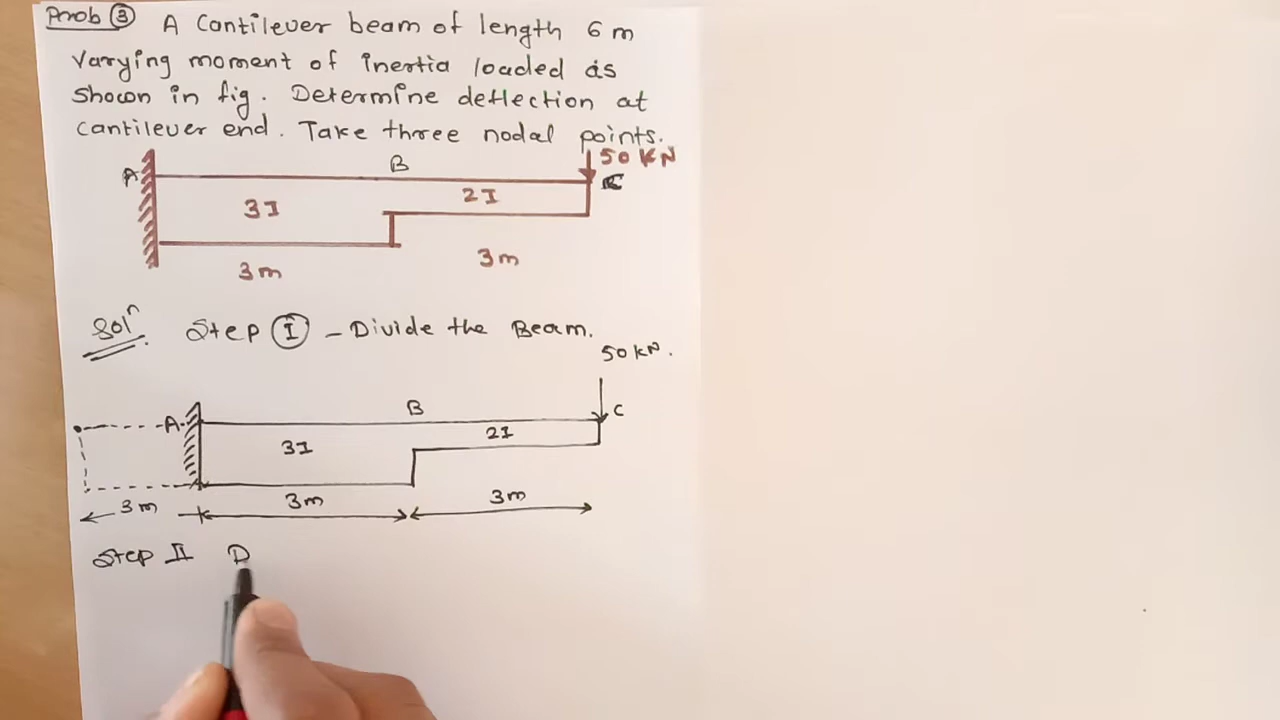 Prob ③ A Cantilever beam of length 6 m
Varying moment of inertia loaded as
Shown in fig. Determine deflection at
Cantilever end. Take three nodal points.
50 KN
A B C
3I 2I
3m 3m
Solⁿ Step Ⓘ - Divide the Beam.
50 KN.
A B C
3I 2I
3m 3m 3m
Step II D